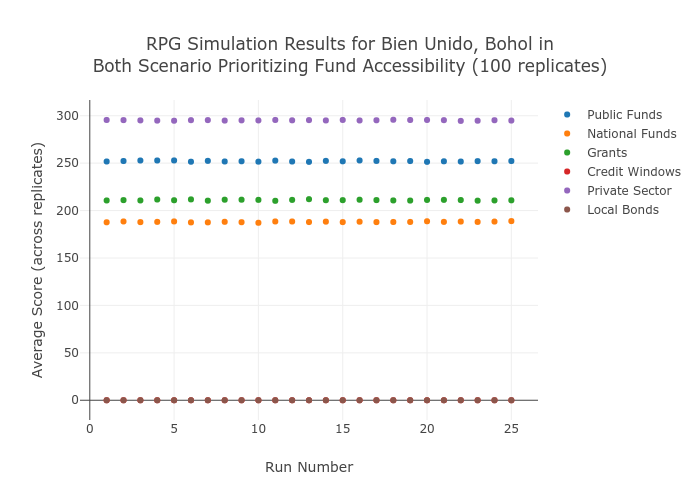 RPG Simulation Results for Bien Unido, Bohol in
Both Scenario Prioritizing Fund Accessibility (100 replicates)
300
250
200
150
100
50
0
Average Score (across replicates)
0
5
10
15
20
25
Run Number
Public Funds
National Funds
Grants
Credit Windows
Private Sector
Local Bonds